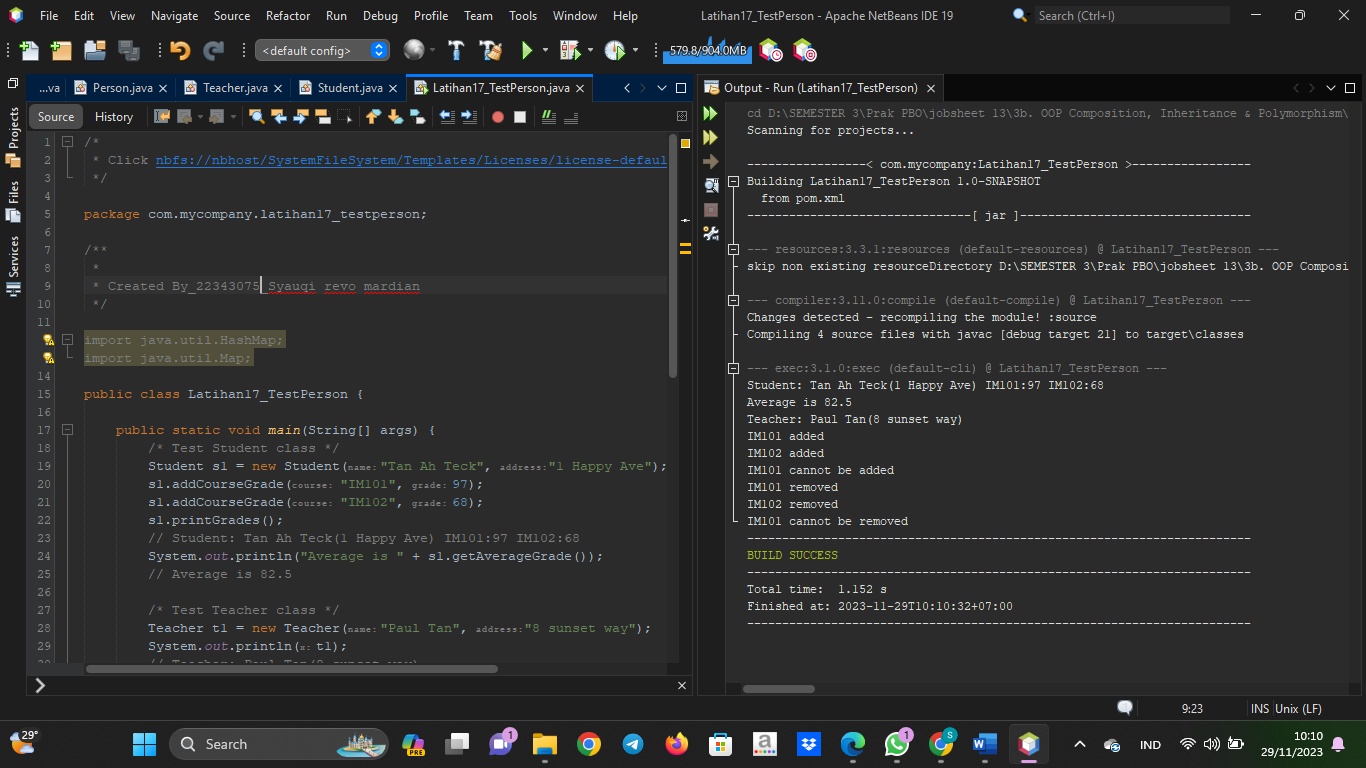 File Edit View Navigate Source Refactor Run Debug Profile Team Tools Window Help
Latihan17_TestPerson - Apache NetBeans IDE 19
Search (Ctrl+I)
<default config>
579.8/904.0MB
...va Person.java Teacher.java Student.java Latihan17_TestPerson.java
Source History
Projects
Files
Services
1 /*
2 * Click nbfs://nbhost/SystemFileSystem/Templates/Licenses/license-defaul
3 */
4
5 package com.mycompany.latihan17_testperson;
6
7 /**
8 *
9 * Created By_22343075_Syauqi revo mardian
10 */
11
import java.util.HashMap;
import java.util.Map;
14
15 public class Latihan17_TestPerson {
16
17 public static void main(String[] args) {
18 /* Test Student class */
19 Student s1 = new Student(name: "Tan Ah Teck", address: "1 Happy Ave");
20 s1.addCourseGrade(course: "IM101", grade: 97);
21 s1.addCourseGrade(course: "IM102", grade: 68);
22 s1.printGrades();
23 // Student: Tan Ah Teck(1 Happy Ave) IM101:97 IM102:68
24 System.out.println("Average is " + s1.getAverageGrade());
25 // Average is 82.5
26
27 /* Test Teacher class */
28 Teacher t1 = new Teacher(name: "Paul Tan", address: "8 sunset way");
29 System.out.println(x: t1);
// Teacher: Paul Tan(8 sunset way)
Output - Run (Latihan17_TestPerson)
cd D:\SEMESTER 3\Prak PBO\jobsheet 13\3b. OOP Composition, Inheritance & Polymorphism\
Scanning for projects...
-----------------< com.mycompany:Latihan17_TestPerson >-----------------
Building Latihan17_TestPerson 1.0-SNAPSHOT
from pom.xml
--------------------------------[ jar ]---------------------------------
--- resources:3.3.1:resources (default-resources) @ Latihan17_TestPerson ---
skip non existing resourceDirectory D:\SEMESTER 3\Prak PBO\jobsheet 13\3b. OOP Composi
--- compiler:3.11.0:compile (default-compile) @ Latihan17_TestPerson ---
Changes detected - recompiling the module! :source
Compiling 4 source files with javac [debug target 21] to target\classes
--- exec:3.1.0:exec (default-cli) @ Latihan17_TestPerson ---
Student: Tan Ah Teck(1 Happy Ave) IM101:97 IM102:68
Average is 82.5
Teacher: Paul Tan(8 sunset way)
IM101 added
IM102 added
IM101 cannot be added
IM101 removed
IM102 removed
IM101 cannot be removed
------------------------------------------------------------------------
BUILD SUCCESS
------------------------------------------------------------------------
Total time: 1.152 s
Finished at: 2023-11-29T10:10:32+07:00
------------------------------------------------------------------------
9:23 INS Unix (LF)
29°
Search
PRE
1
1
S
IND
10:10
29/11/2023